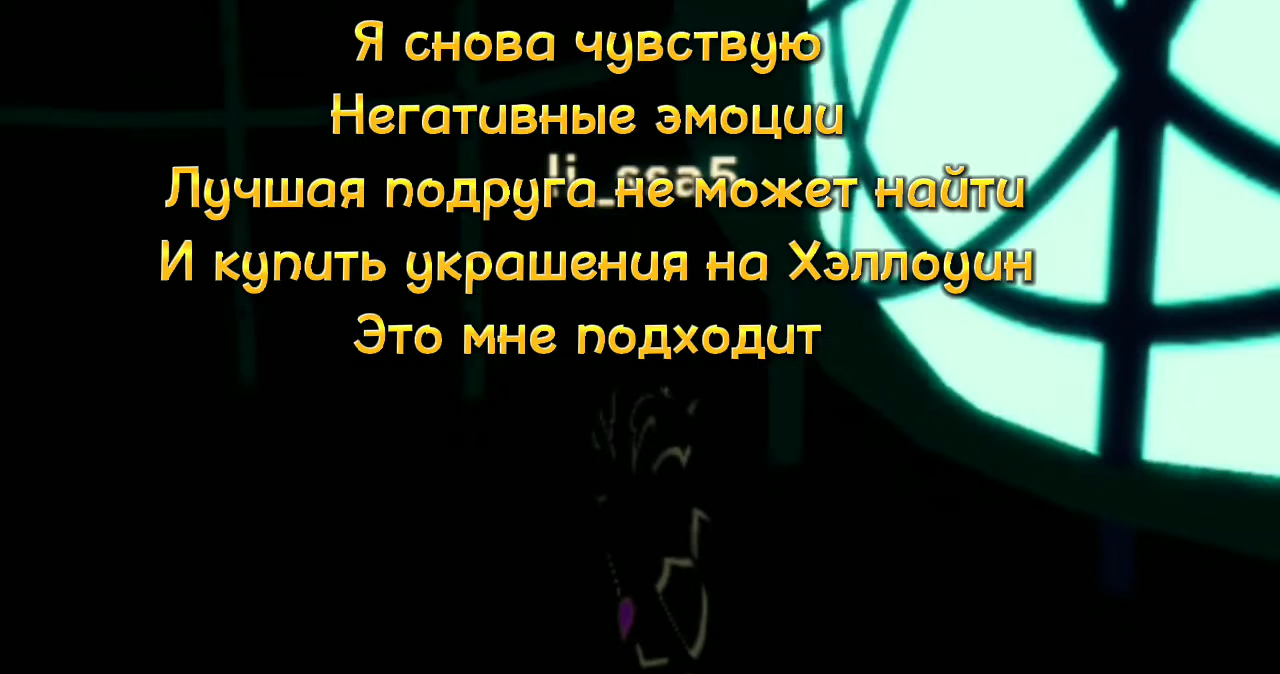 Я снова чувствую
Негативные эмоции
Лучшая подруга не может найти
И купить украшения на Хэллоуин
Это мне подходит